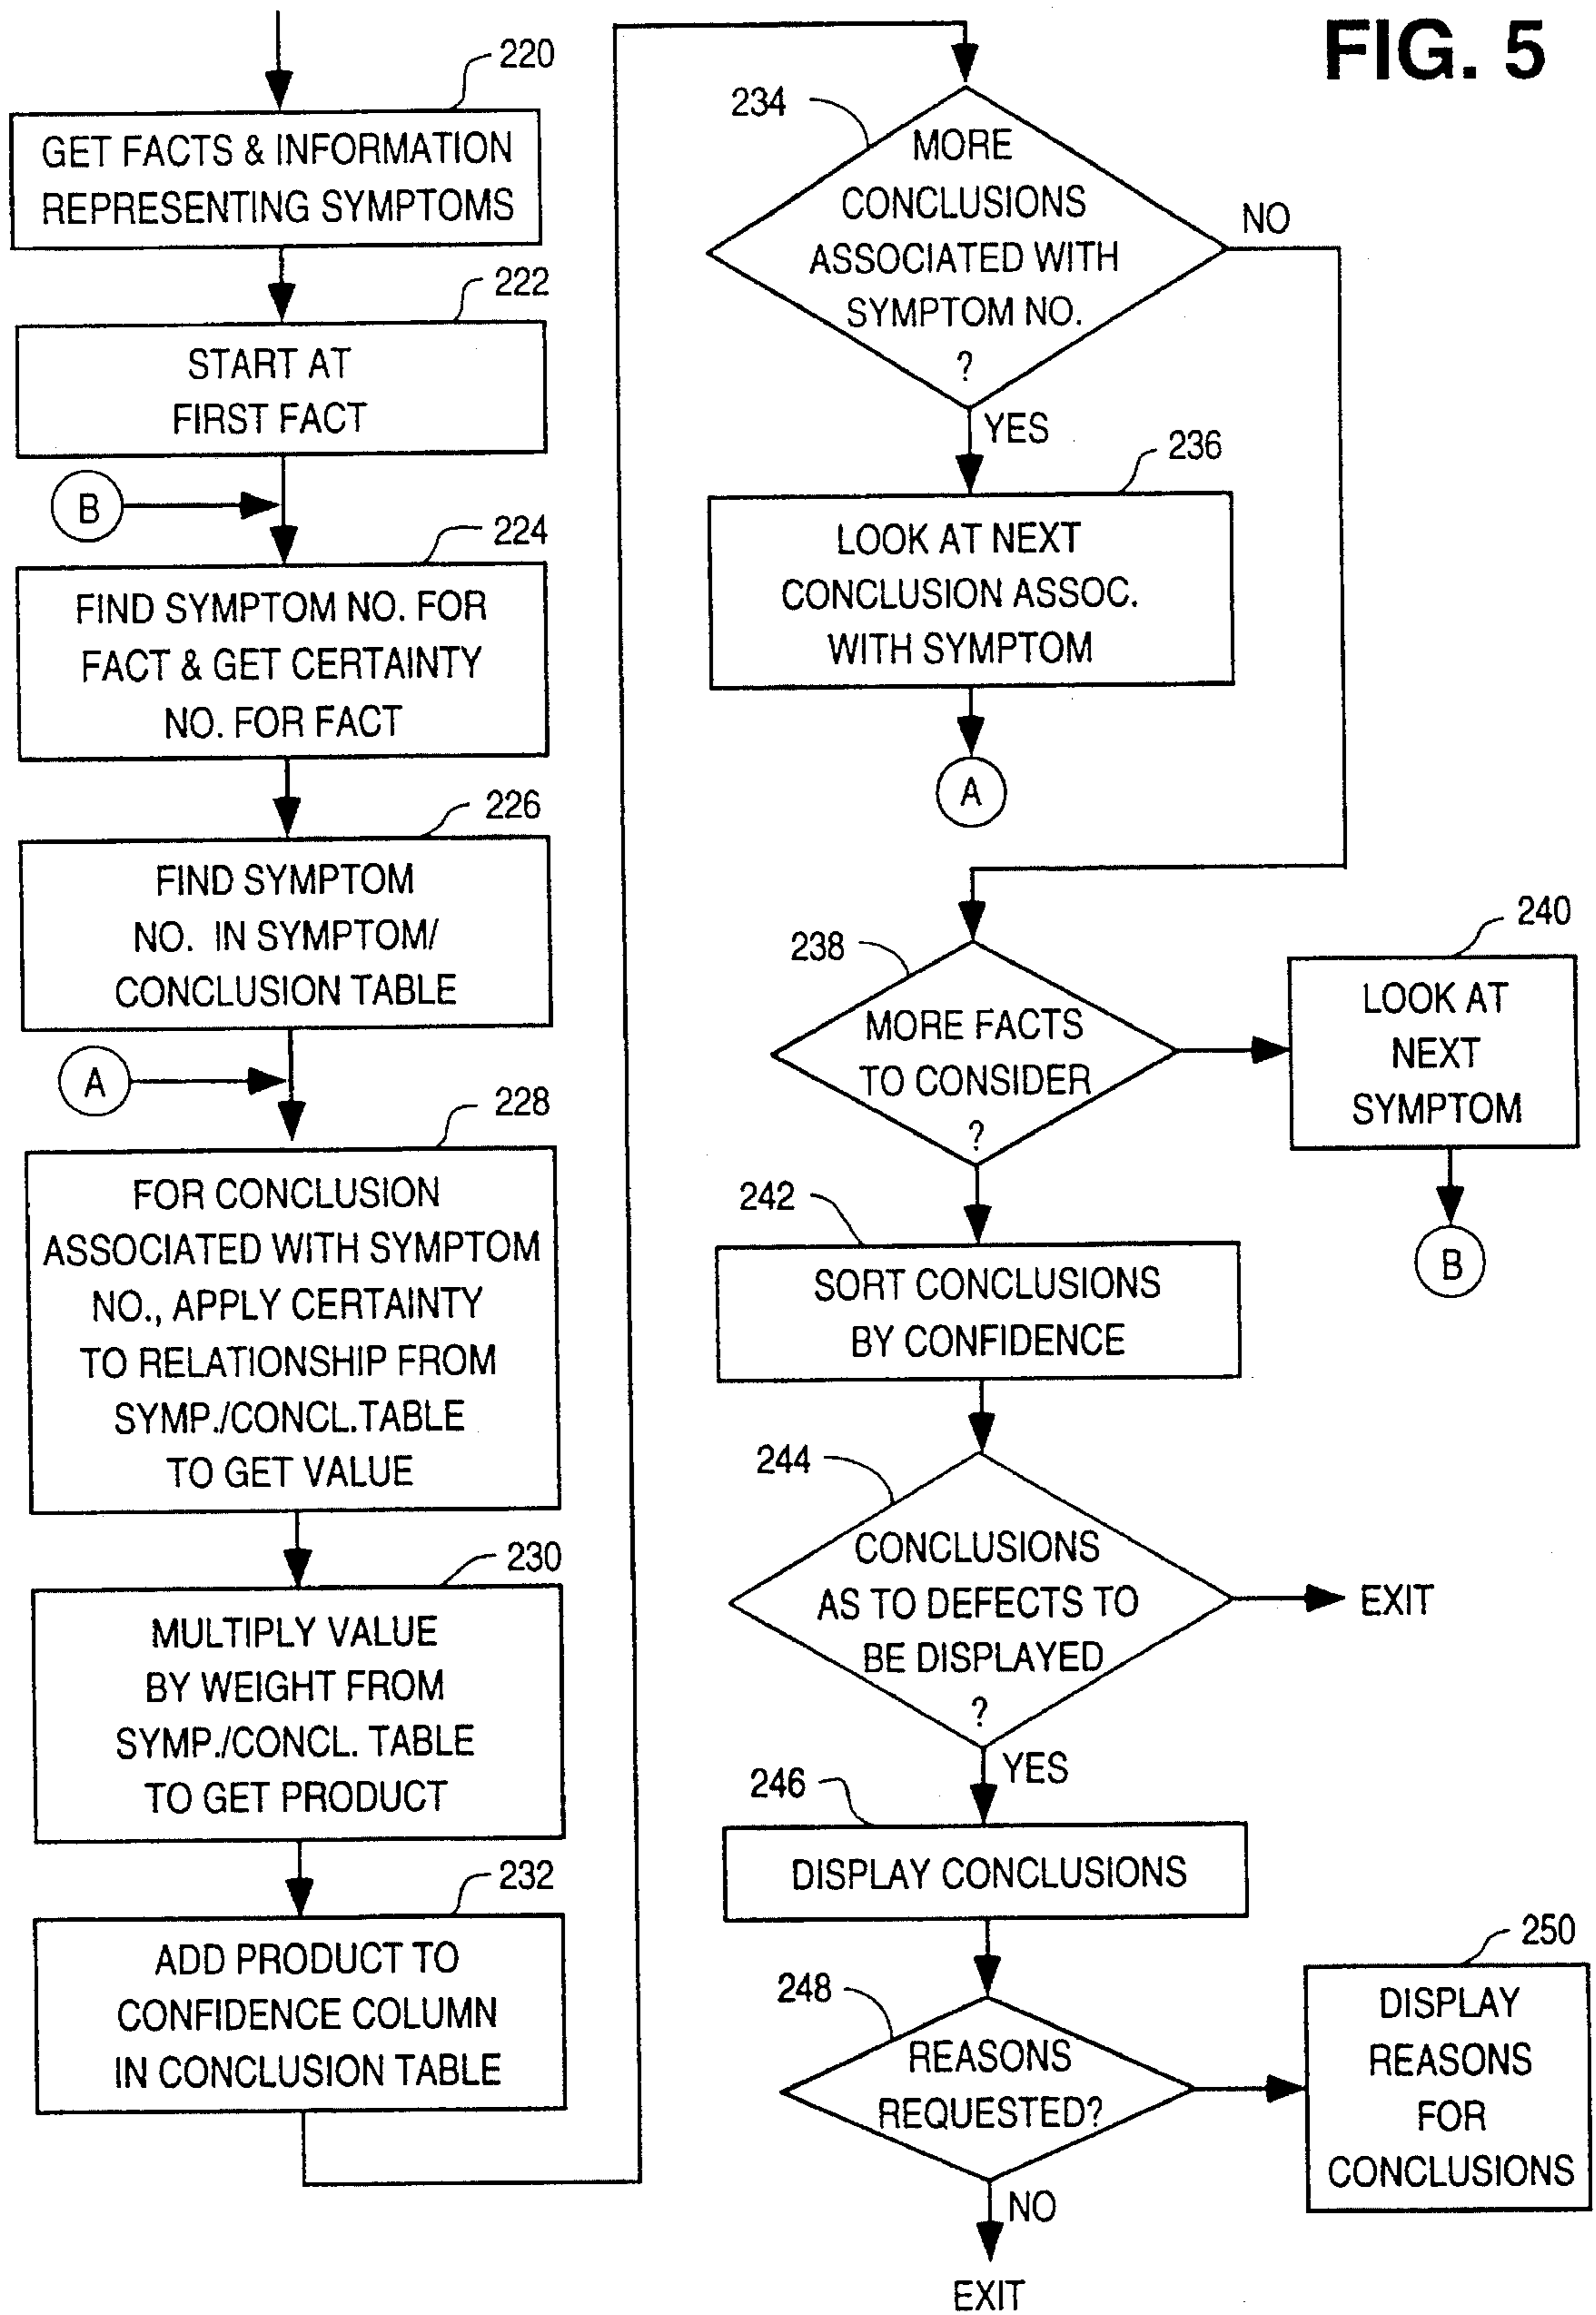 FIG. 5
220
GET FACTS & INFORMATION
REPRESENTING SYMPTOMS
222
START AT
FIRST FACT
B
224
FIND SYMPTOM NO. FOR
FACT & GET CERTAINTY
NO. FOR FACT
226
FIND SYMPTOM
NO. IN SYMPTOM/
CONCLUSION TABLE
A
228
FOR CONCLUSION
ASSOCIATED WITH SYMPTOM
NO., APPLY CERTAINTY
TO RELATIONSHIP FROM
SYMP./CONCL.TABLE
TO GET VALUE
230
MULTIPLY VALUE
BY WEIGHT FROM
SYMP./CONCL. TABLE
TO GET PRODUCT
232
ADD PRODUCT TO
CONFIDENCE COLUMN
IN CONCLUSION TABLE
234
MORE
CONCLUSIONS
ASSOCIATED WITH
SYMPTOM NO.
?
NO
YES
236
LOOK AT NEXT
CONCLUSION ASSOC.
WITH SYMPTOM
A
238
MORE FACTS
TO CONSIDER
?
240
LOOK AT
NEXT
SYMPTOM
B
242
SORT CONCLUSIONS
BY CONFIDENCE
244
CONCLUSIONS
AS TO DEFECTS TO
BE DISPLAYED
?
EXIT
YES
246
DISPLAY CONCLUSIONS
248
REASONS
REQUESTED?
250
DISPLAY
REASONS
FOR
CONCLUSIONS
NO
EXIT